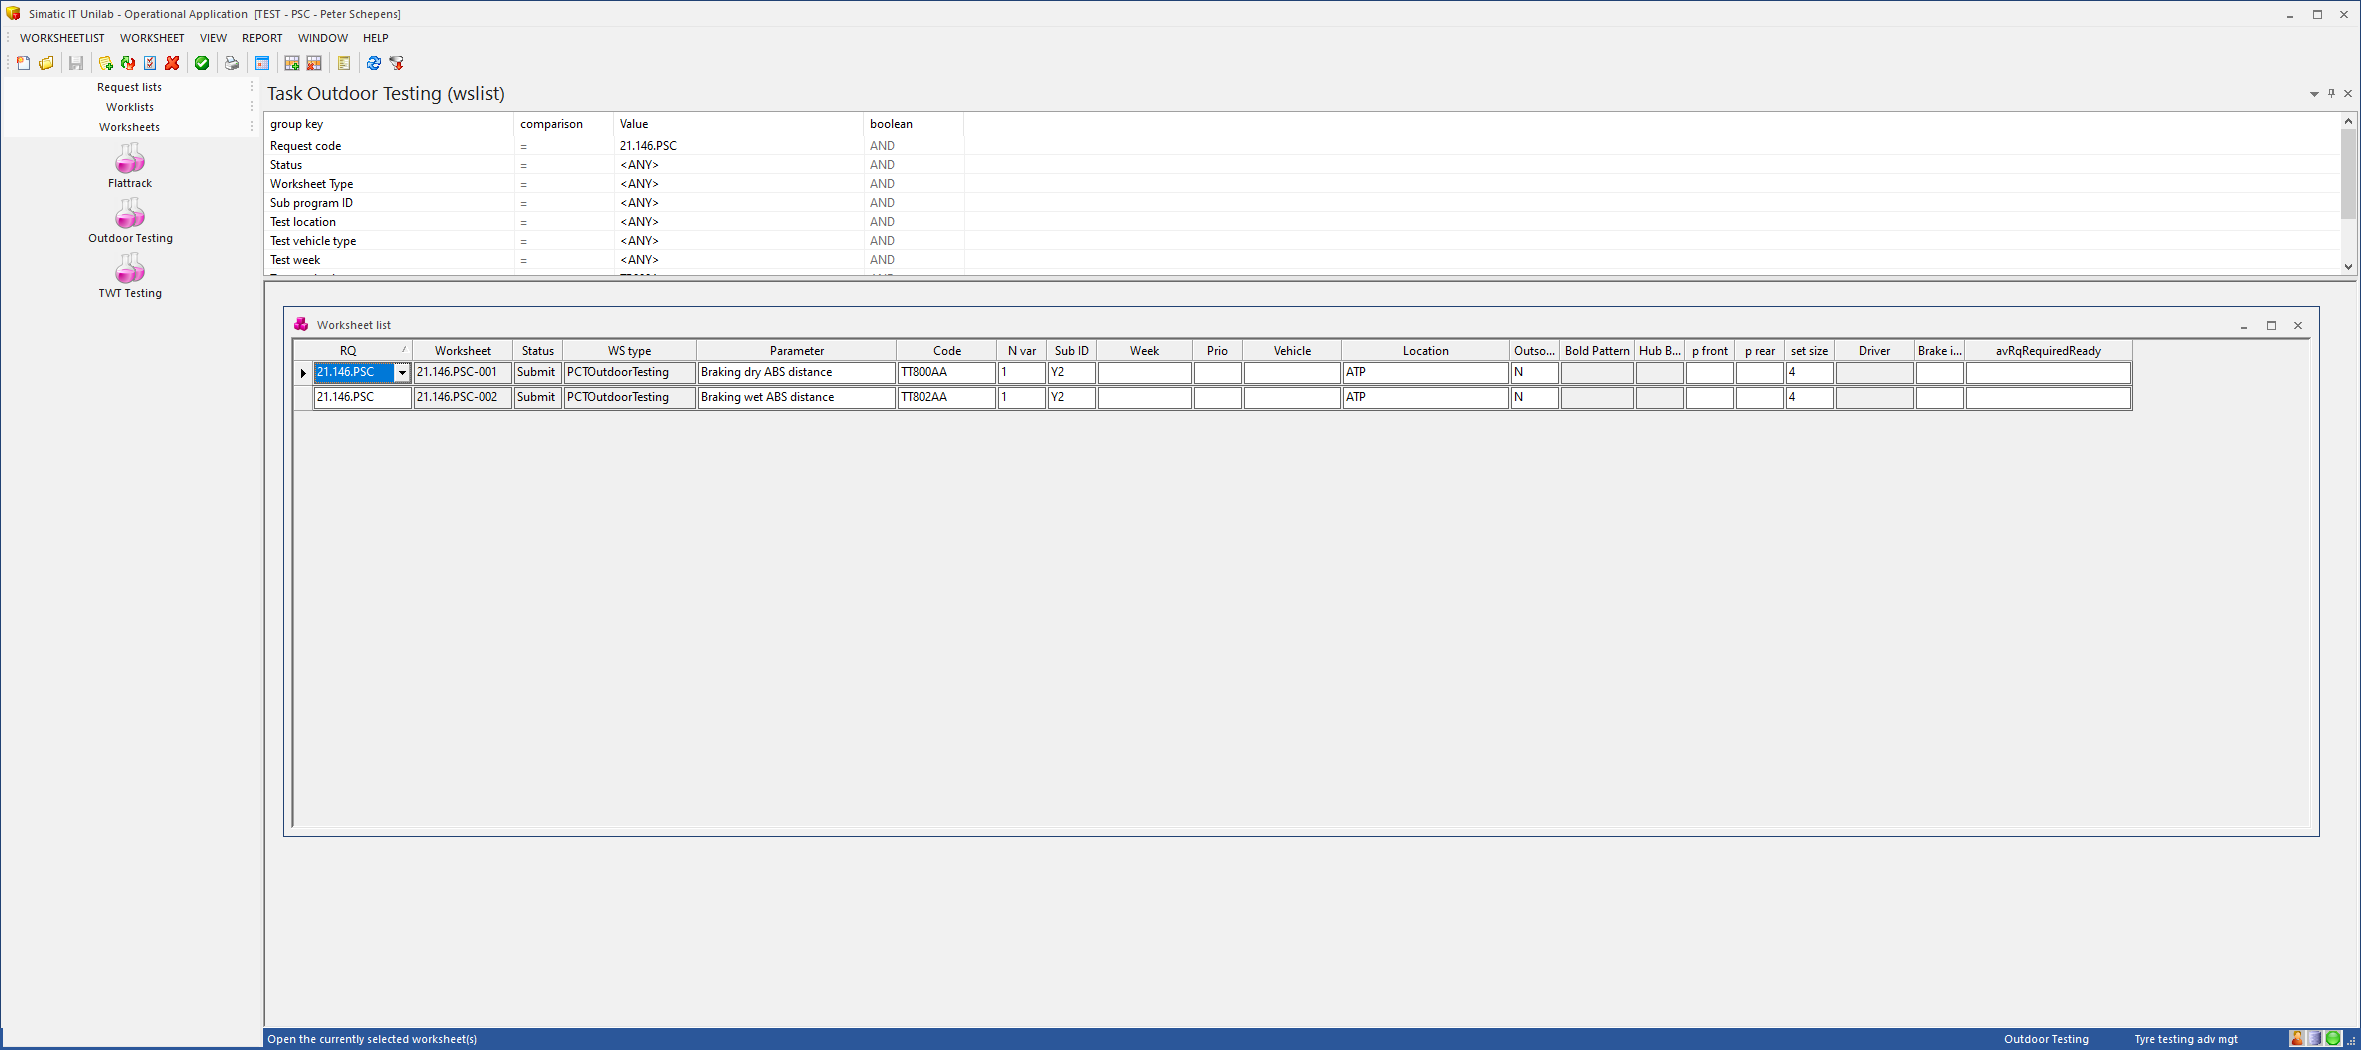 Simatic IT Unilab - Operational Application [TEST - PSC - Peter Schepens]
WORKSHEETLIST WORKSHEET VIEW REPORT WINDOW HELP
Request lists
Worklists
Worksheets
Flattrack
Outdoor Testing
TWT Testing
Task Outdoor Testing (wslist)
group key comparison Value boolean
Request code = 21.146.PSC AND
Status = <ANY> AND
Worksheet Type = <ANY> AND
Sub program ID = <ANY> AND
Test location = <ANY> AND
Test vehicle type = <ANY> AND
Test week = <ANY> AND
Worksheet list
RQ Worksheet Status WS type Parameter Code N var Sub ID Week Prio Vehicle Location Outso... Bold Pattern Hub B... p front p rear set size Driver Brake i... avRqRequiredReady
21.146.PSC 21.146.PSC-001 Submit PCTOutdoorTesting Braking dry ABS distance TT800AA 1 Y2 ATP N 4
21.146.PSC 21.146.PSC-002 Submit PCTOutdoorTesting Braking wet ABS distance TT802AA 1 Y2 ATP N 4
Open the currently selected worksheet(s) Outdoor Testing Tyre testing adv mgt